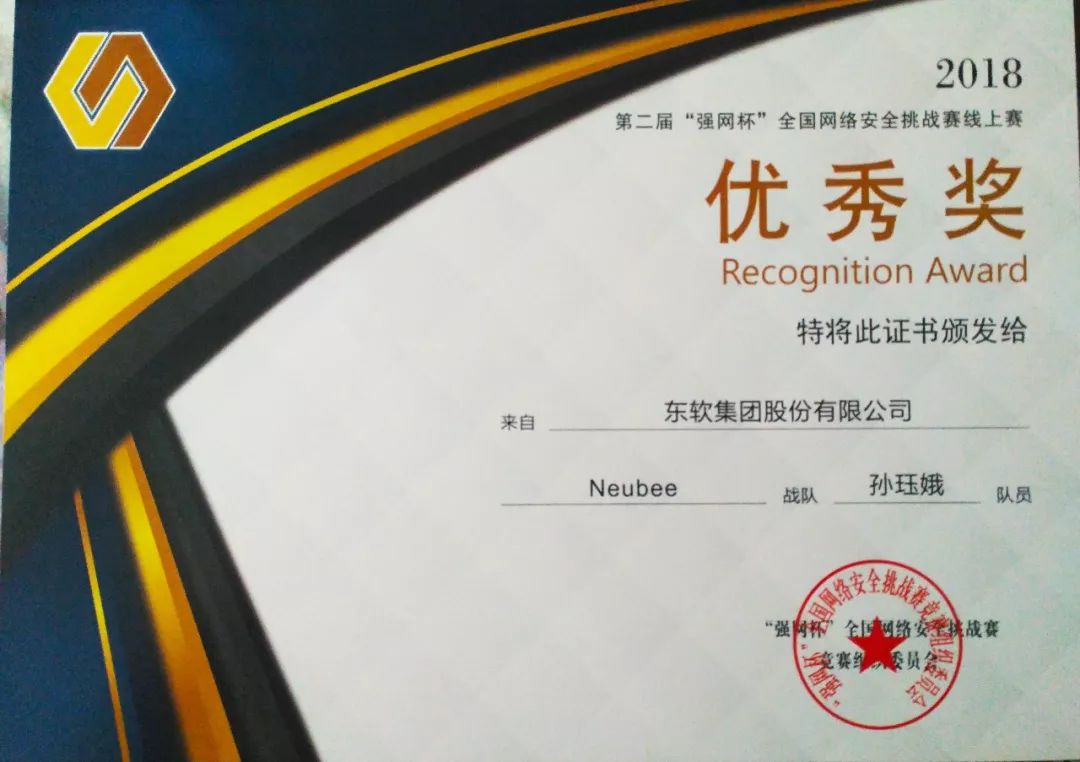 2018
第二届“强网杯”全国网络安全挑战赛线上赛
优秀奖
Recognition Award
特将此证书颁发给
来自 东软集团股份有限公司
Neubee 战队 孙珏娥 队员
“强网杯”全国网络安全挑战赛
竞赛组织委员会
“强网杯”全国网络安全挑战赛竞赛组织委员会